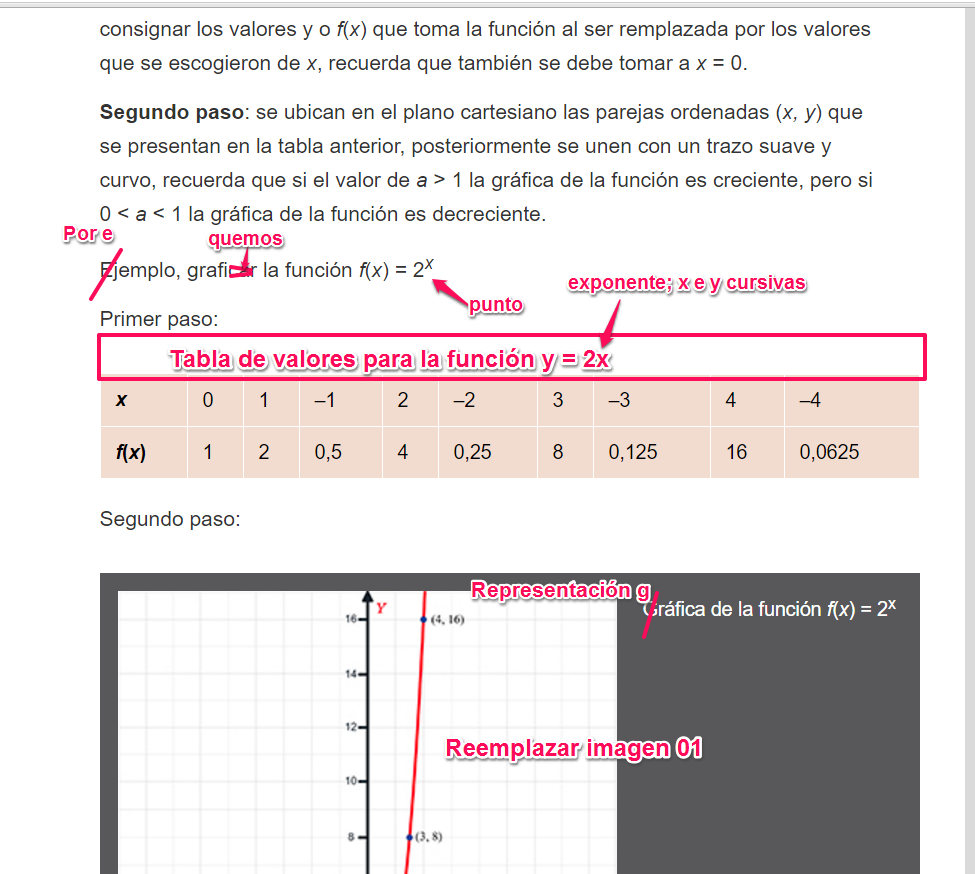 consignar los valores y o f(x) que toma la función al ser remplazada por los valores
que se escogieron de x, recuerda que también se debe tomar a x = 0.
Segundo paso: se ubican en el plano cartesiano las parejas ordenadas (x, y) que
se presentan en la tabla anterior, posteriormente se unen con un trazo suave y
curvo, recuerda que si el valor de a > 1 la gráfica de la función es creciente, pero si
0 < a < 1 la gráfica de la función es decreciente.
Por e
quemos
Ejemplo, graficar la función f(x) = 2ˣ
exponente; x e y cursivas
punto
Primer paso:
Tabla de valores para la función y = 2x
x 0 1 –1 2 –2 3 –3 4 –4
f(x) 1 2 0,5 4 0,25 8 0,125 16 0,0625
Segundo paso:
Representación g
Gráfica de la función f(x) = 2ˣ
Y
16 (4, 16)
14
12
Reemplazar imagen 01
10
8 (3, 8)